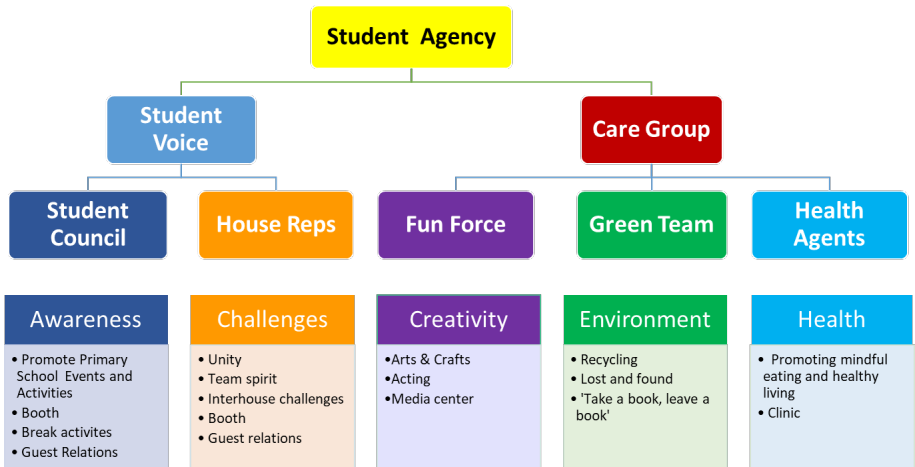 Student Agency
Student
Voice
Care Group
Student
Council
House Reps
Fun Force
Green Team
Health
Agents
Awareness
• Promote Primary
School Events and
Activities
• Booth
• Break activites
• Guest Relations
Challenges
• Unity
• Team spirit
• Interhouse challenges
• Booth
• Guest relations
Creativity
•Arts & Crafts
•Acting
•Media center
Environment
• Recycling
• Lost and found
• 'Take a book, leave a
book'
Health
• Promoting mindful
eating and healthy
living
• Clinic